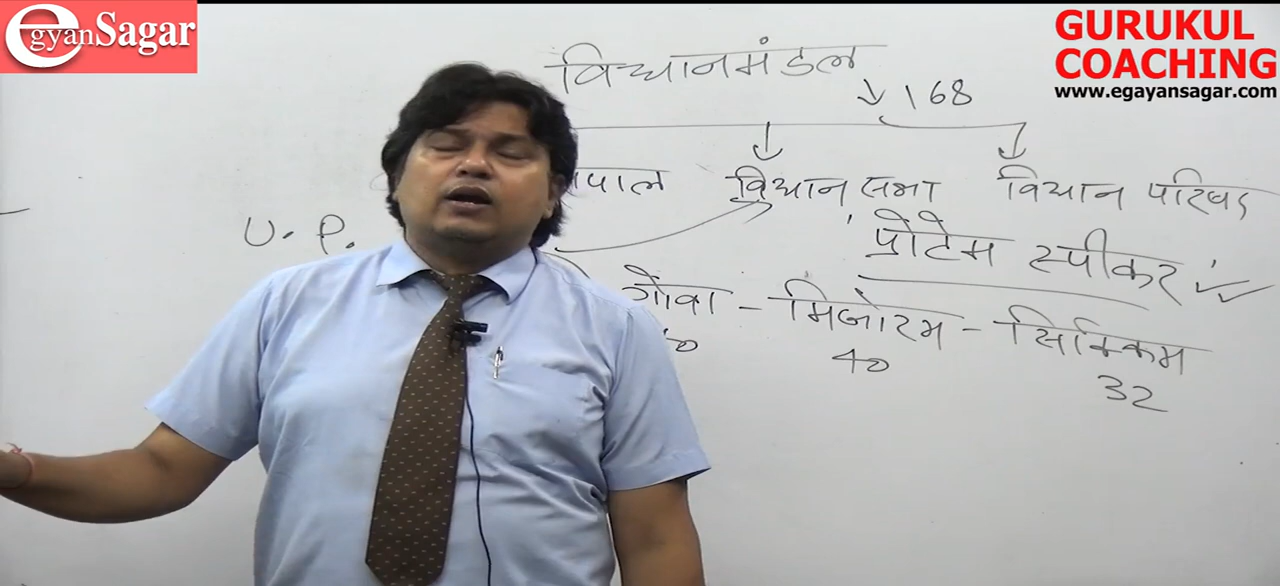 egyanSagar
GURUKUL
COACHING
www.egayansagar.com
विधानमंडल
168
पाल विधान सभा विधान परिषद
U. P.
प्रोटेम स्पीकर
गोवा - मिजोरम - सिक्किम
40 32